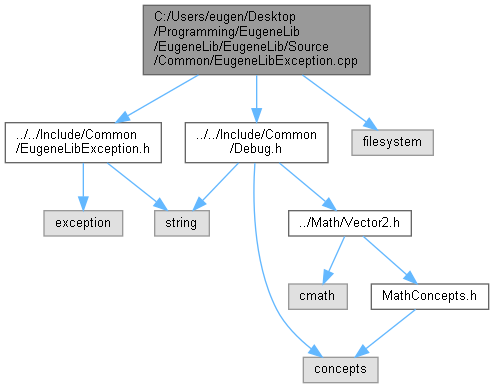 C:/Users/eugen/Desktop
/Programming/EugeneLib
/EugeneLib/EugeneLib/Source
/Common/EugeneLibException.cpp
../../Include/Common
/EugeneLibException.h
../../Include/Common
/Debug.h
filesystem
exception
string
../Math/Vector2.h
cmath
MathConcepts.h
concepts